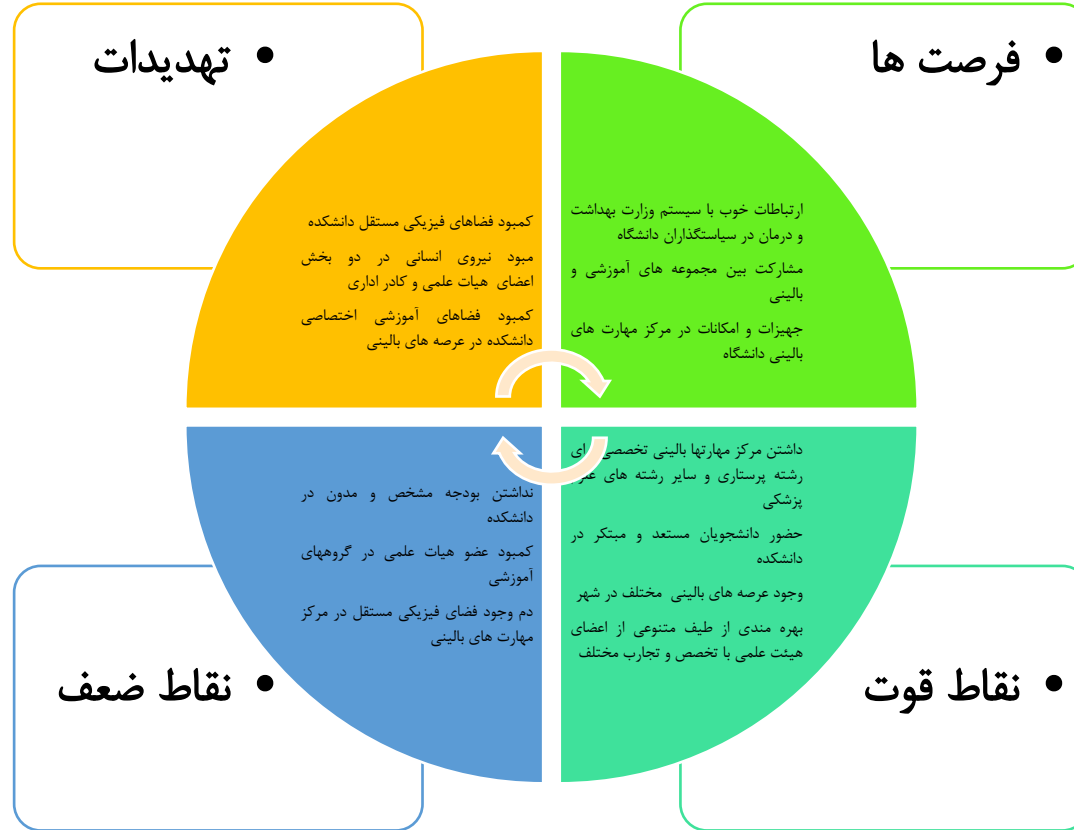 • فرصت ها
ارتباطات خوب با سیستم وزارت بهداشت
و درمان در سیاستگذاران دانشگاه
مشارکت بین مجموعه های آموزشی و
بالینی
جهیزات و امکانات در مرکز مهارت های
بالینی دانشگاه
• تهدیدات
کمبود فضاهای فیزیکی مستقل دانشکده
مبود نیروی انسانی در دو بخش
اعضای هیات علمی و کادر اداری
کمبود فضاهای آموزشی اختصاصی
دانشکده در عرصه های بالینی
• نقاط قوت
داشتن مرکز مهارتها بالینی تخصصی
رشته پرستاری و سایر رشته های
پزشکی
حضور دانشجویان مستعد و مبتکر در
دانشکده
وجود عرصه های بالینی مختلف در شهر
بهره مندی از طیف متنوعی از اعضای
هیئت علمی با تخصص و تجارب مختلف
• نقاط ضعف
نداشتن بودجه مشخص و مدون در
دانشکده
کمبود عضو هیات علمی در گروههای
آموزشی
دم وجود فضای فیزیکی مستقل در مرکز
مهارت های بالینی